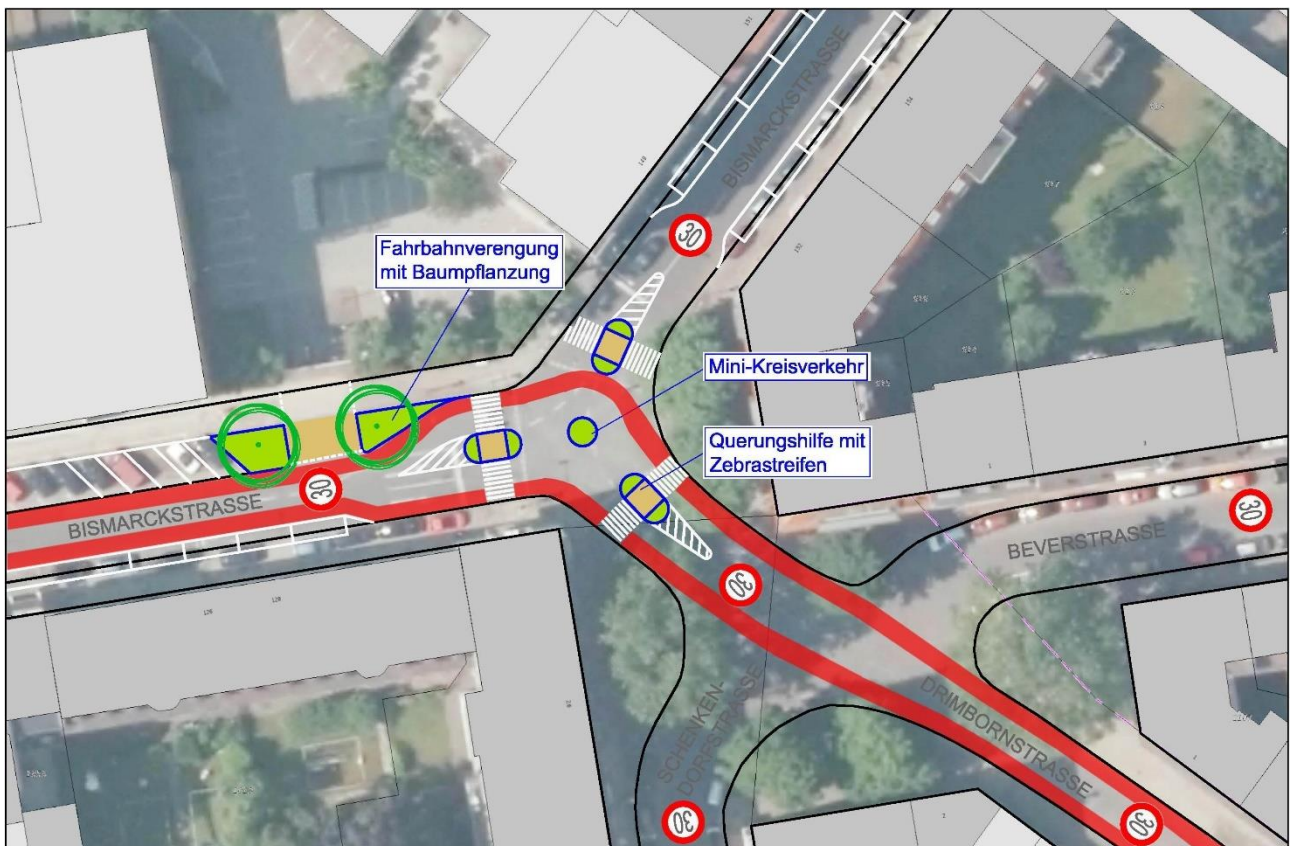 BISMARCKSTRASSE
30
Fahrbahnverengung
mit Baumpflanzung
Mini-Kreisverkehr
Querungshilfe mit
Zebrastreifen
30
BISMARCKSTRASSE
30
BEVERSTRASSE
30
SCHENKEN-
DORFSTRASSE
DRIMBORNSTRASSE
30
30